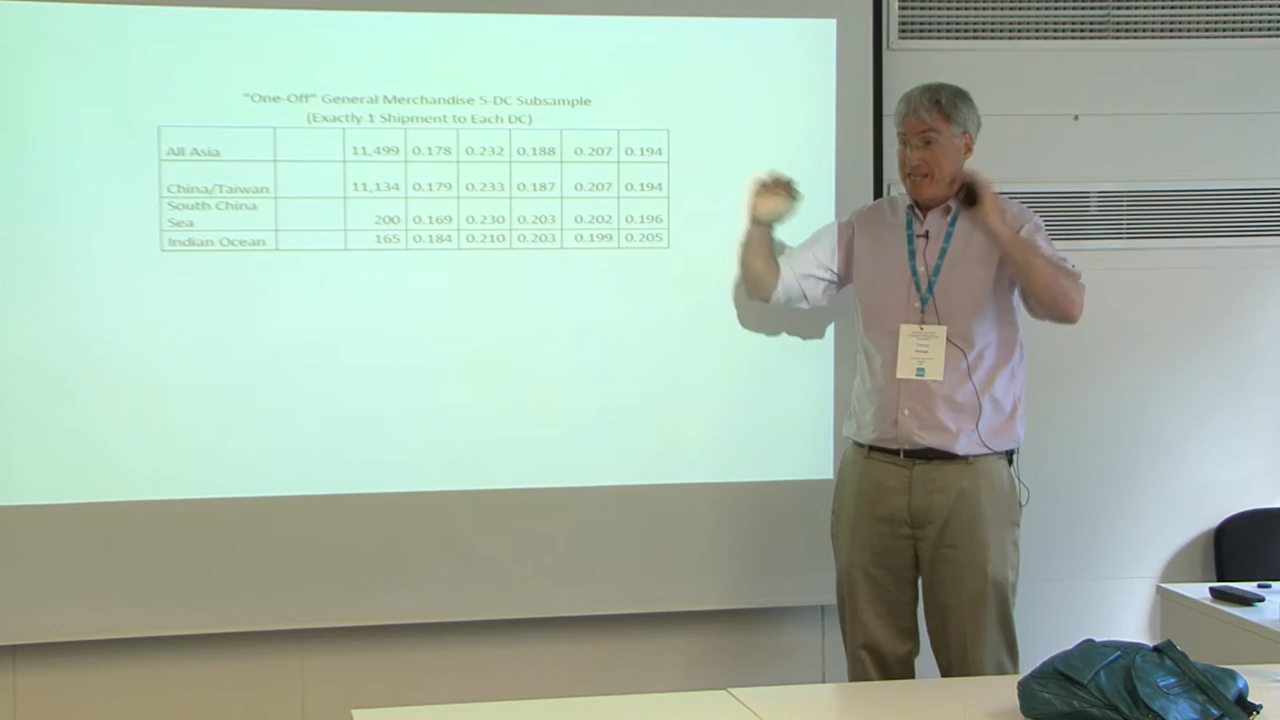 "One-Off" General Merchandise 5-DC Subsample
(Exactly 1 Shipment to Each DC)
All Asia 11,499 0.178 0.232 0.188 0.207 0.194
China/Taiwan 11,134 0.179 0.233 0.187 0.207 0.194
South China
Sea 200 0.169 0.230 0.203 0.202 0.196
Indian Ocean 165 0.184 0.210 0.203 0.199 0.205